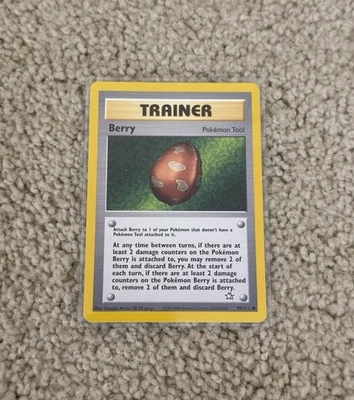 TRAINER
Berry Pokémon Tool
Attach Berry to 1 of your Pokémon that doesn't have a
Pokémon Tool attached to it.
At any time between turns, if there are at
least 2 damage counters on the Pokémon
Berry is attached to, you may remove 2 of
them and discard Berry. At the start of
each turn, if there are at least 2 damage
counters on the Pokémon Berry is attached
to, remove 2 of them and discard Berry.